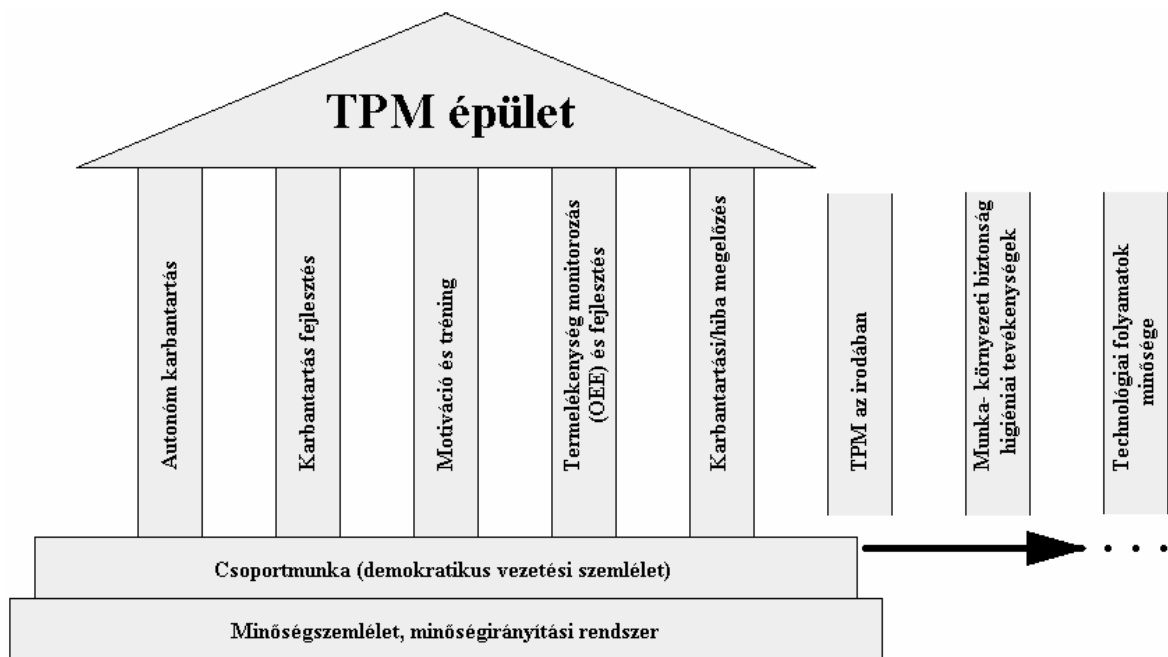 TPM épület
Autonóm karbantartás
Karbantartás fejlesztés
Motiváció és tréning
Termelékenység monitorozás
(OEE) és fejlesztés
Karbantartási/hiba megelőzés
TPM az irodában
Munka- környezeti biztonság
higiéniai tevékenységek
Technológiai folyamatok
minősége
Csoportmunka (demokratikus vezetési szemlélet)
Minőségszemlélet, minőségirányítási rendszer